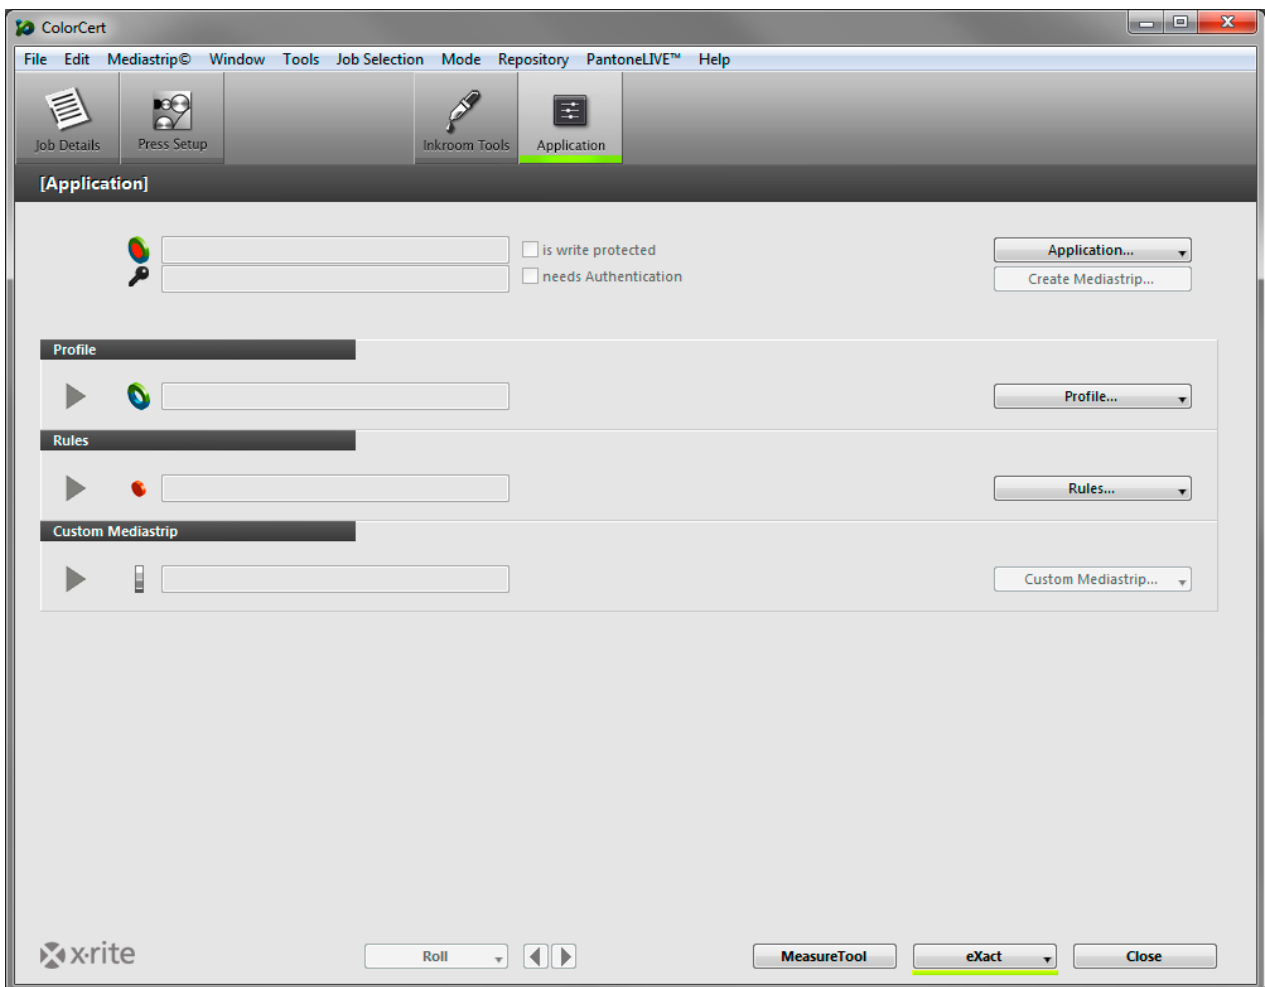 ColorCert
File Edit Mediastrip© Window Tools Job Selection Mode Repository PantoneLIVE™ Help
Job Details Press Setup Inkroom Tools Application
[Application]
is write protected Application...
needs Authentication Create Mediastrip...
Profile
Profile...
Rules
Rules...
Custom Mediastrip
Custom Mediastrip...
x·rite Roll MeasureTool eXact Close